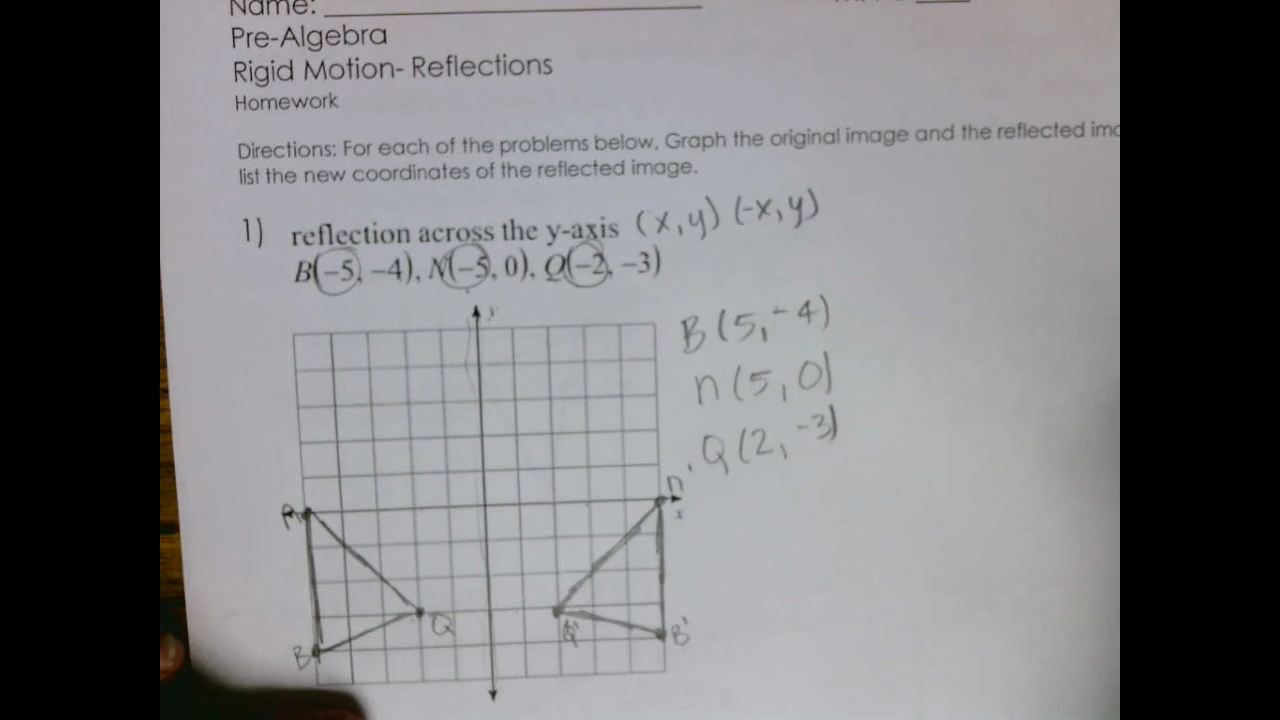 Name:
Pre-Algebra
Rigid Motion- Reflections
Homework
Directions: For each of the problems below, Graph the original image and the reflected
list the new coordinates of the reflected image.
1) reflection across the y-axis (x,y) (-x,y)
B(−5, −4), N(−5, 0), Q(−2, −3)
y
B(5,-4)
n(5,0)
Q(2,-3)
n'
x
Q
Q'
B
B'